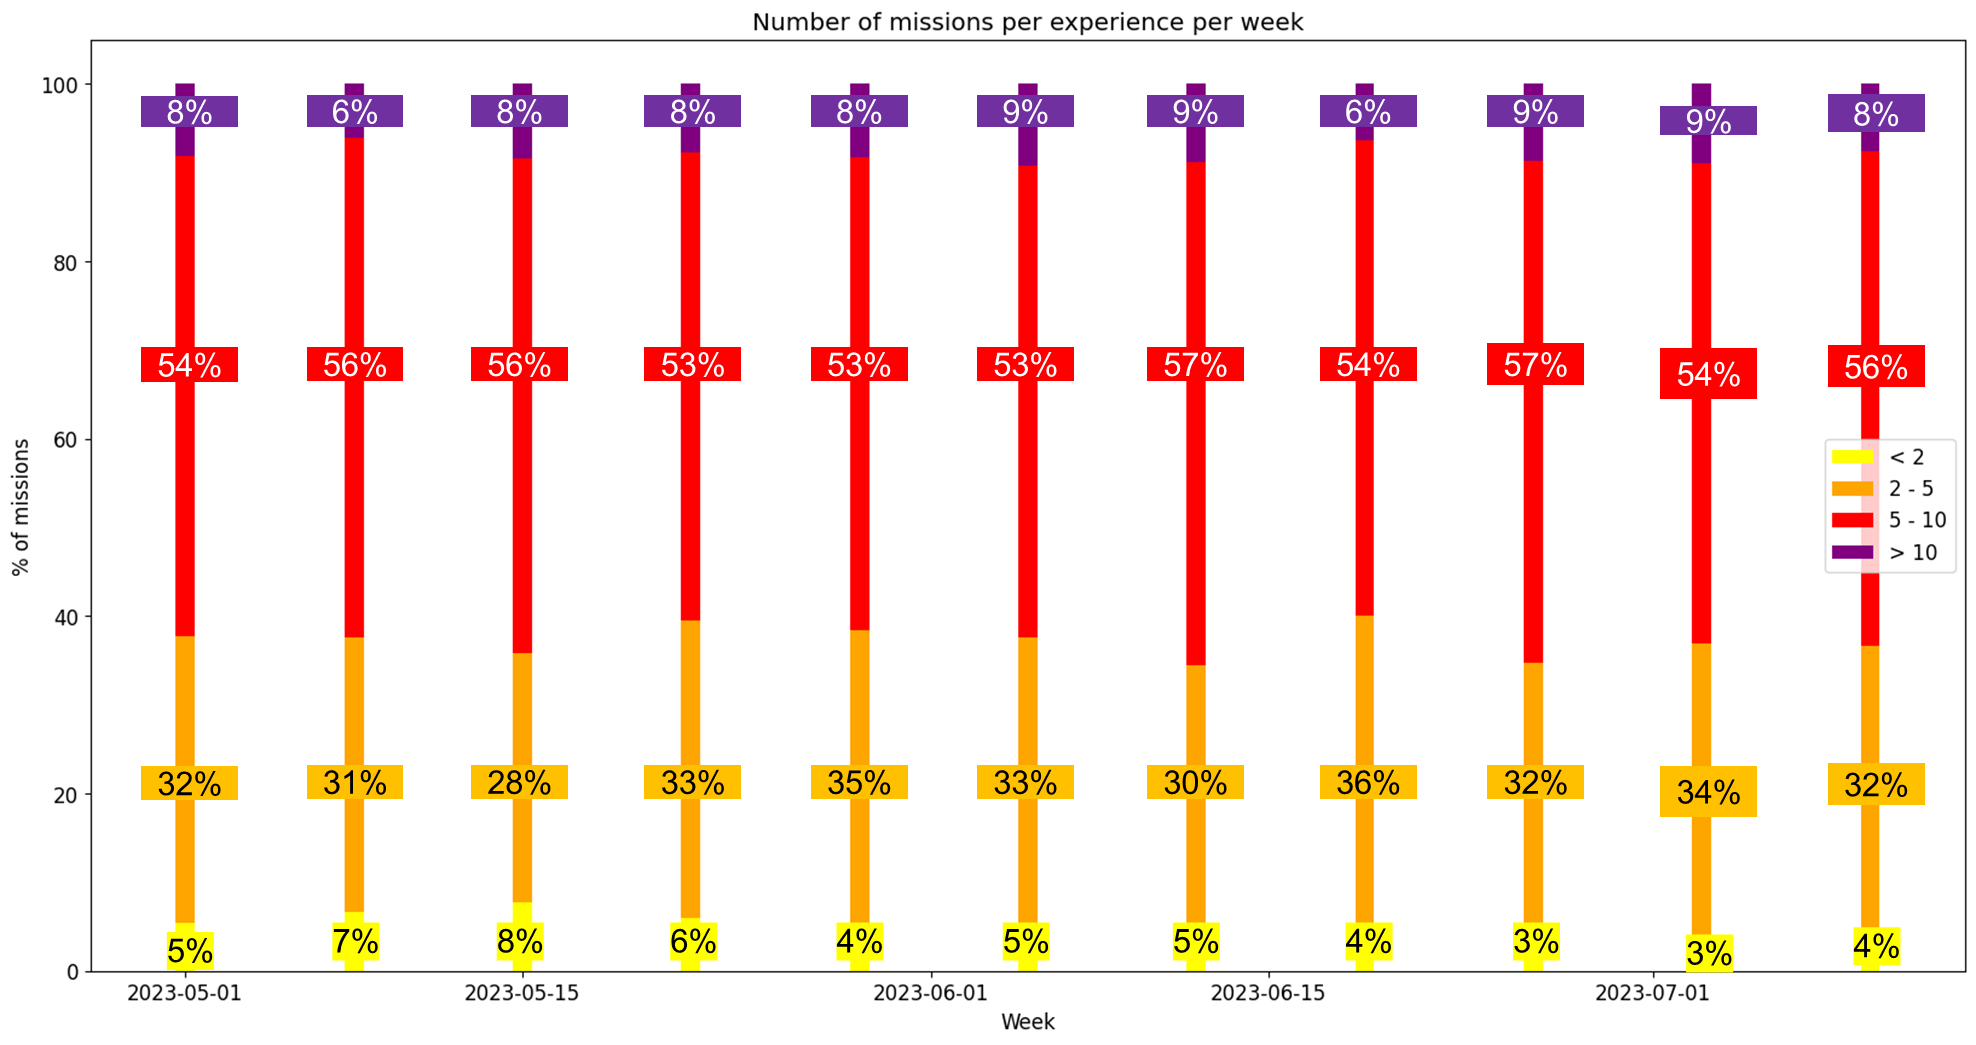 Number of missions per experience per week
100
80
60
40
20
0
% of missions
8% 6% 8% 8% 8% 9% 9% 6% 9% 9% 8%
54% 56% 56% 53% 53% 53% 57% 54% 57% 54% 56%
< 2
2 - 5
5 - 10
> 10
32% 31% 28% 33% 35% 33% 30% 36% 32% 34% 32%
5% 7% 8% 6% 4% 5% 5% 4% 3% 3% 4%
2023-05-01 2023-05-15 2023-06-01 2023-06-15 2023-07-01
Week